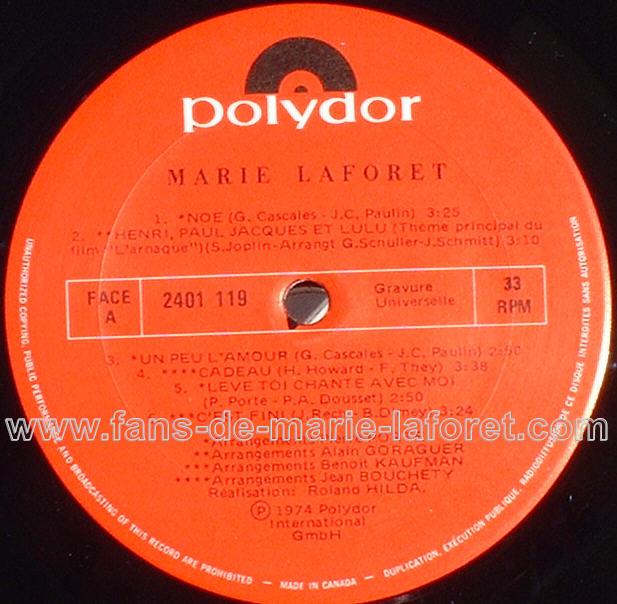 polydor
MARIE LAFORET
1. *NOE (G. Cascales - J.C. Paulin) 3:25
2. **HENRI, PAUL JACQUES ET LULU (Thème principal du
film "L'arnaque")(S.Joplin-Arrangt G.Schuller-J.Schmitt) 3:10
FACE
A
2401 119
Gravure
Universelle
33
RPM
3. *UN PEU L'AMOUR (G. Cascales - J.C. Paulin) 2:50
4. ****CADEAU (H. Howard - F. They) 3:38
5. *LEVE TOI CHANTE AVEC MOI
(P. Porte - P.A. Dousset) 2:50
***C'EST FINI 3:24
www.fans-de-marie-laforet.com
*Arrangements
**Arrangements Alain GORAGUER
***Arrangements Benoit KAUFMAN
****Arrangements Jean BOUCHETY
Réalisation: Roland HILDA.
℗ 1974 Polydor
International
GmbH
UNAUTHORIZED COPYING, PUBLIC PERFORMANCE AND BROADCASTING OF THIS RECORD ARE PROHIBITED — MADE IN CANADA — DUPLICATION, EXÉCUTION PUBLIQUE, RADIODIFFUSION DE CE DISQUE INTERDITES SANS AUTORISATION